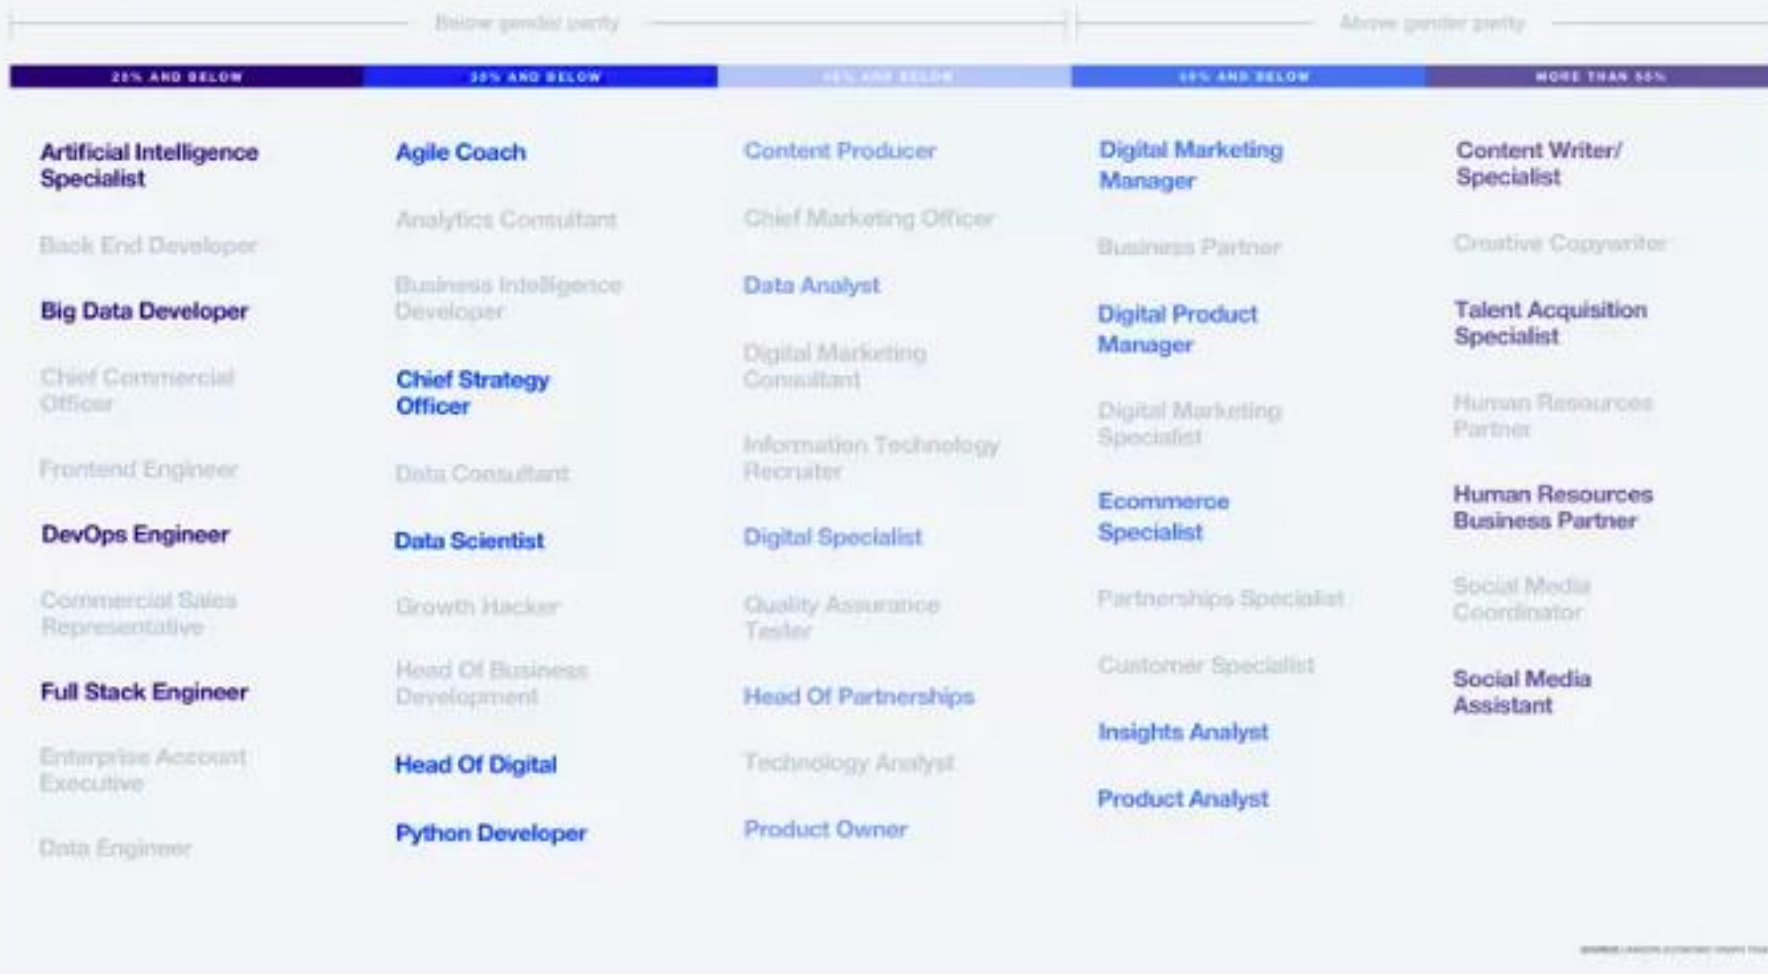 Below gender parity
Above gender parity
25% AND BELOW
30% AND BELOW
AND BELOW
AND BELOW
MORE THAN 50%
Artificial Intelligence
Specialist
Back End Developer
Big Data Developer
Chief Commercial
Officer
Frontend Engineer
DevOps Engineer
Commercial Sales
Representative
Full Stack Engineer
Enterprise Account
Executive
Data Engineer
Agile Coach
Analytics Consultant
Business Intelligence
Developer
Chief Strategy
Officer
Data Consultant
Data Scientist
Growth Hacker
Head Of Business
Development
Head Of Digital
Python Developer
Content Producer
Chief Marketing Officer
Data Analyst
Digital Marketing
Consultant
Information Technology
Recruiter
Digital Specialist
Quality Assurance
Tester
Head Of Partnerships
Technology Analyst
Product Owner
Digital Marketing
Manager
Business Partner
Digital Product
Manager
Digital Marketing
Specialist
Ecommerce
Specialist
Partnerships Specialist
Customer Specialist
Insights Analyst
Product Analyst
Content Writer/
Specialist
Creative Copywriter
Talent Acquisition
Specialist
Human Resources
Partner
Human Resources
Business Partner
Social Media
Coordinator
Social Media
Assistant